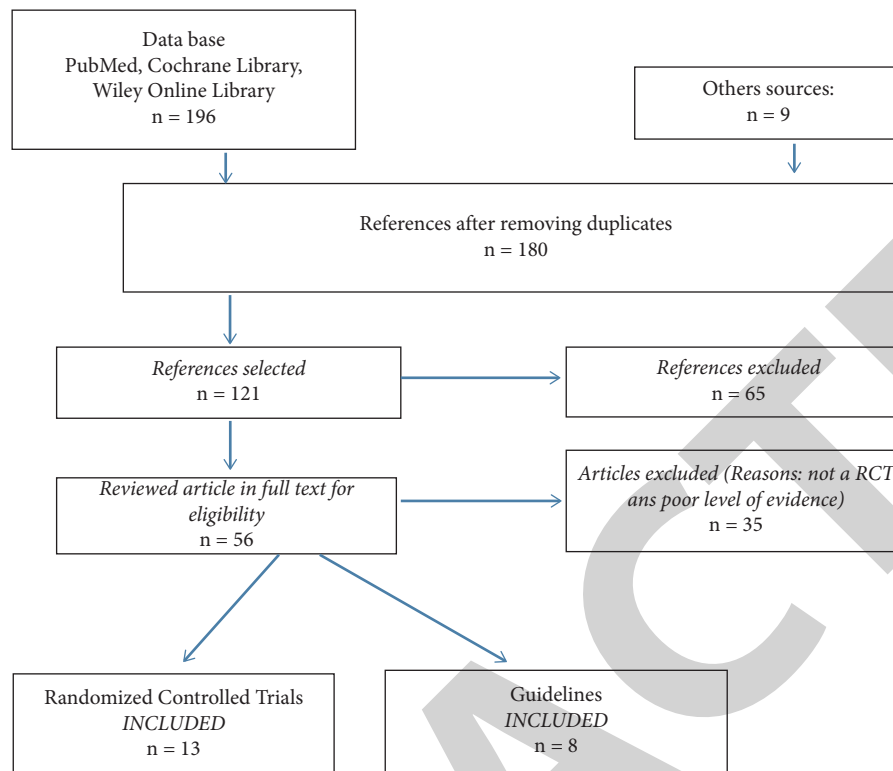 Data base
PubMed, Cochrane Library,
Wiley Online Library
n = 196
Others sources:
n = 9
References after removing duplicates
n = 180
References selected
n = 121
References excluded
n = 65
Reviewed article in full text for
eligibility
n = 56
Articles excluded (Reasons: not a RCT
ans poor level of evidence)
n = 35
Randomized Controlled Trials
INCLUDED
n = 13
Guidelines
INCLUDED
n = 8
ACT